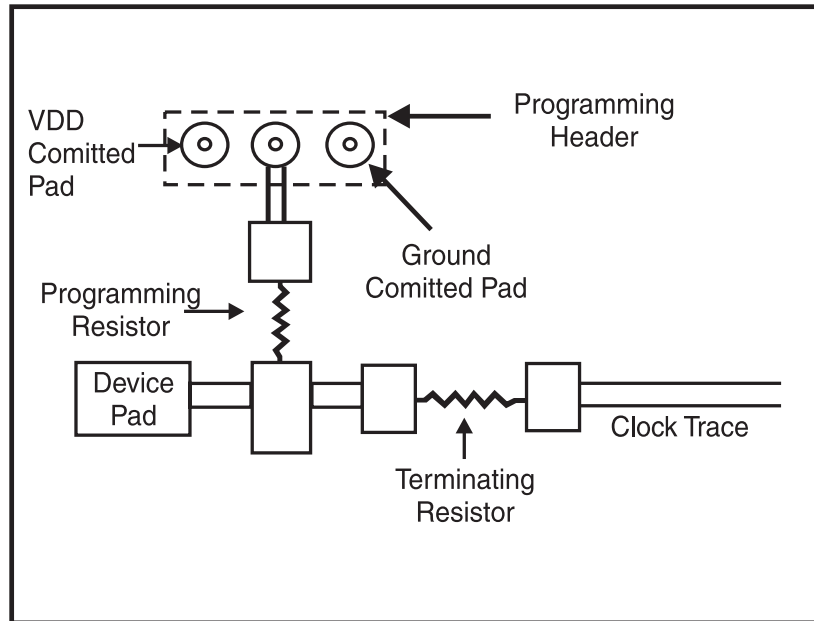 VDD
Comitted
Pad
Programming
Header
Ground
Comitted Pad
Programming
Resistor
Device
Pad
Clock Trace
Terminating
Resistor